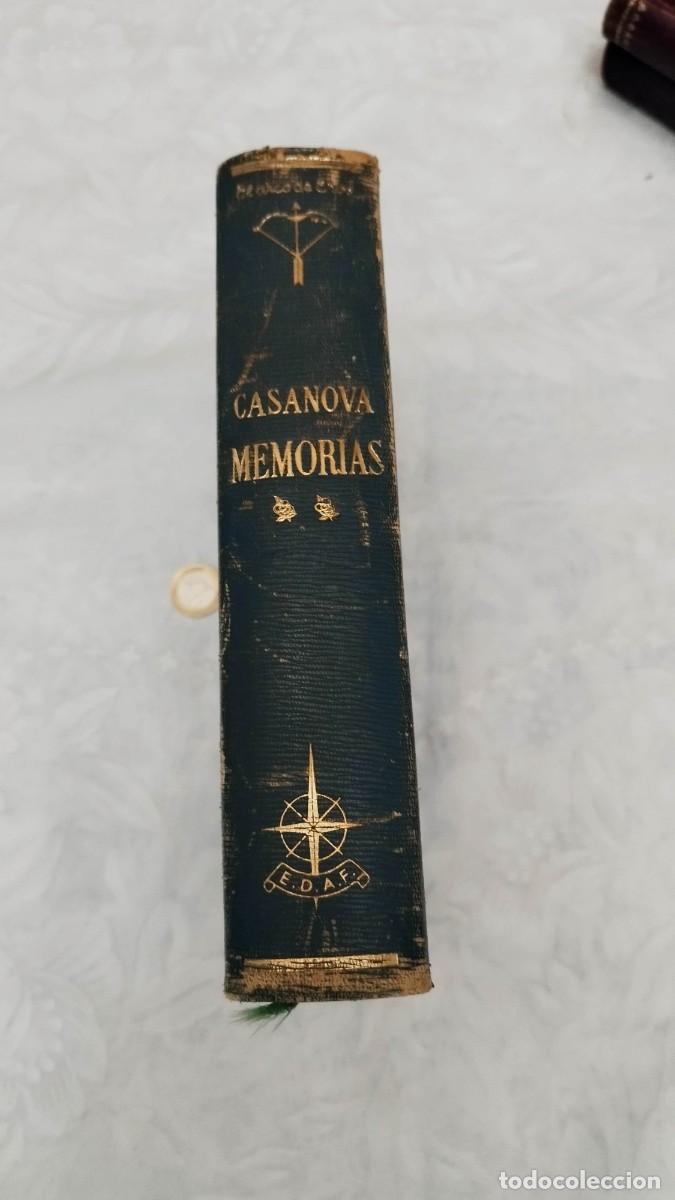 CASANOVA
MEMORIAS
E.D.A.F.
todocoleccion